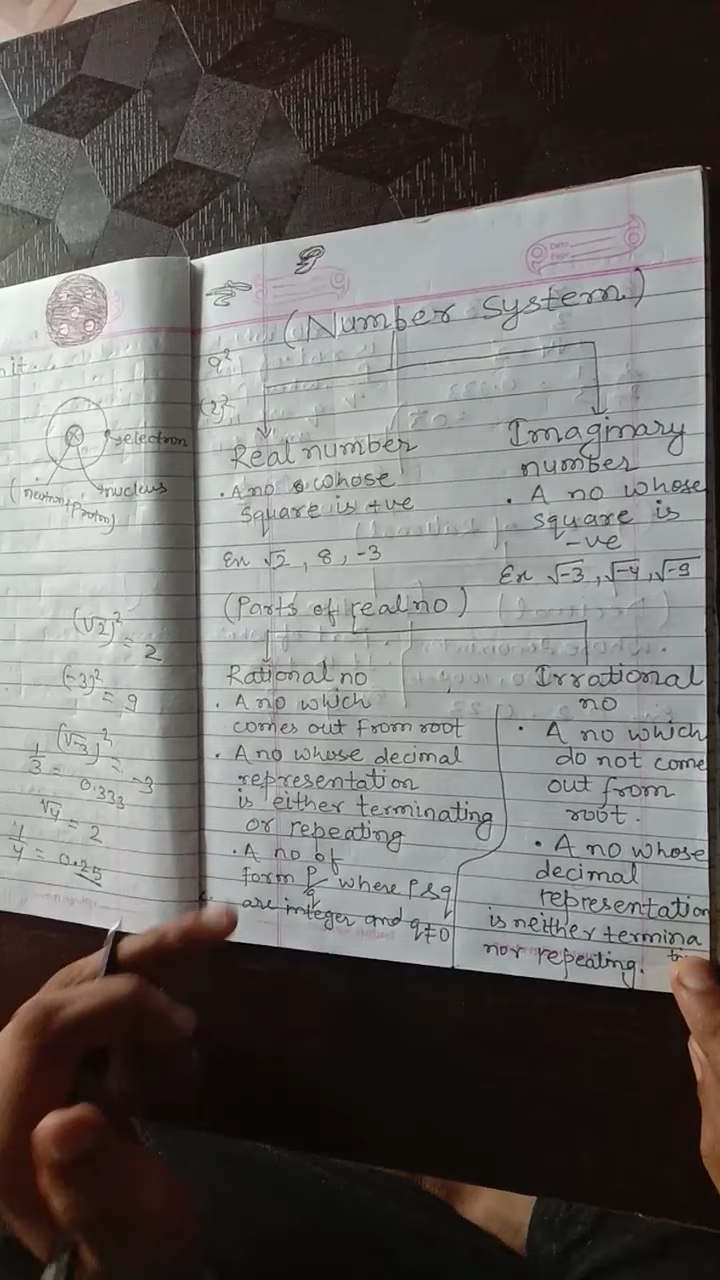 electron
nucleus
(neutron+Proton)
(√2)² = 2
(-3)² = 9
(√-3)² = -3
1/3 = 0.333
√4 = 2
1/4 = 0.25
Date
Page
(Number system)
(2)²
Real number
• A no whose
square is +ve
Ex √2, 8, -3
Imaginary
number
• A no whose
square is
-ve
Ex √-3, √-4, √-9
(Parts of real no)
Rational no
• A no which
comes out from root
• A no whose decimal
representation
is either terminating
or repeating
• A no of
form P/q where P&q
are integer and q≠0
Irrational
no
• A no which
do not come
out from
root.
• A no whose
decimal
representation
is neither termina
ting
nor repeating.